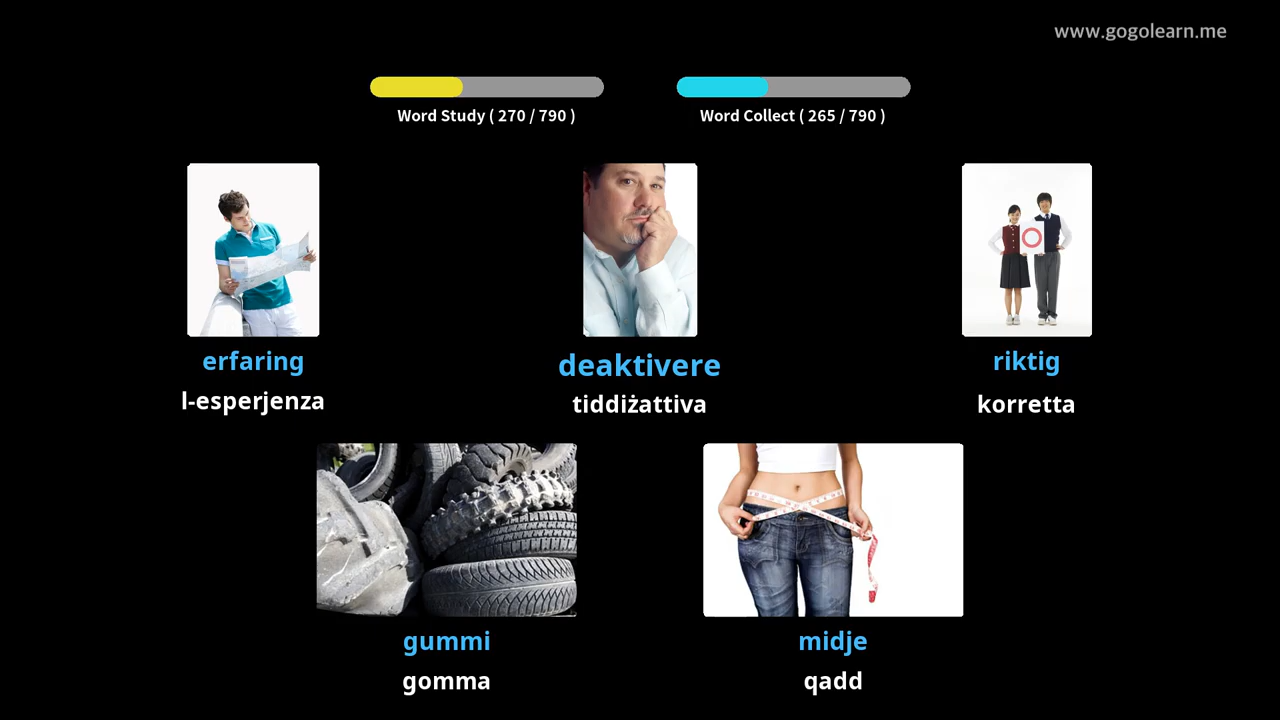 www.gogolearn.me
Word Study ( 270 / 790 )
Word Collect ( 265 / 790 )
erfaring
l-esperjenza
deaktivere
tiddiżattiva
riktig
korretta
gummi
gomma
midje
qadd